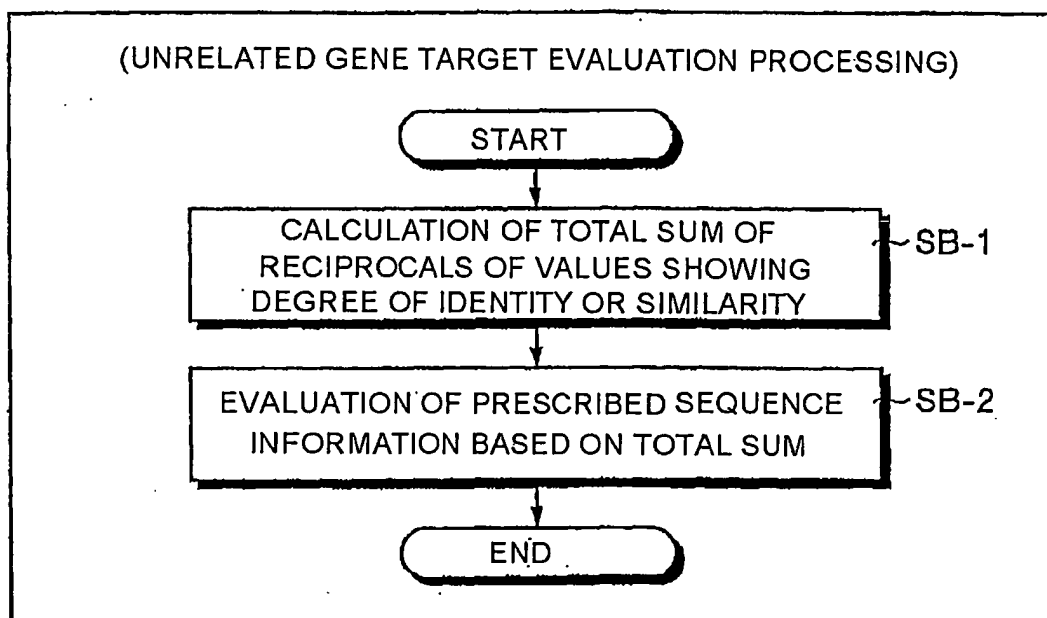 (UNRELATED GENE TARGET EVALUATION PROCESSING)
START
CALCULATION OF TOTAL SUM OF
RECIPROCALS OF VALUES SHOWING
DEGREE OF IDENTITY OR SIMILARITY
SB-1
EVALUATION OF PRESCRIBED SEQUENCE
INFORMATION BASED ON TOTAL SUM
SB-2
END